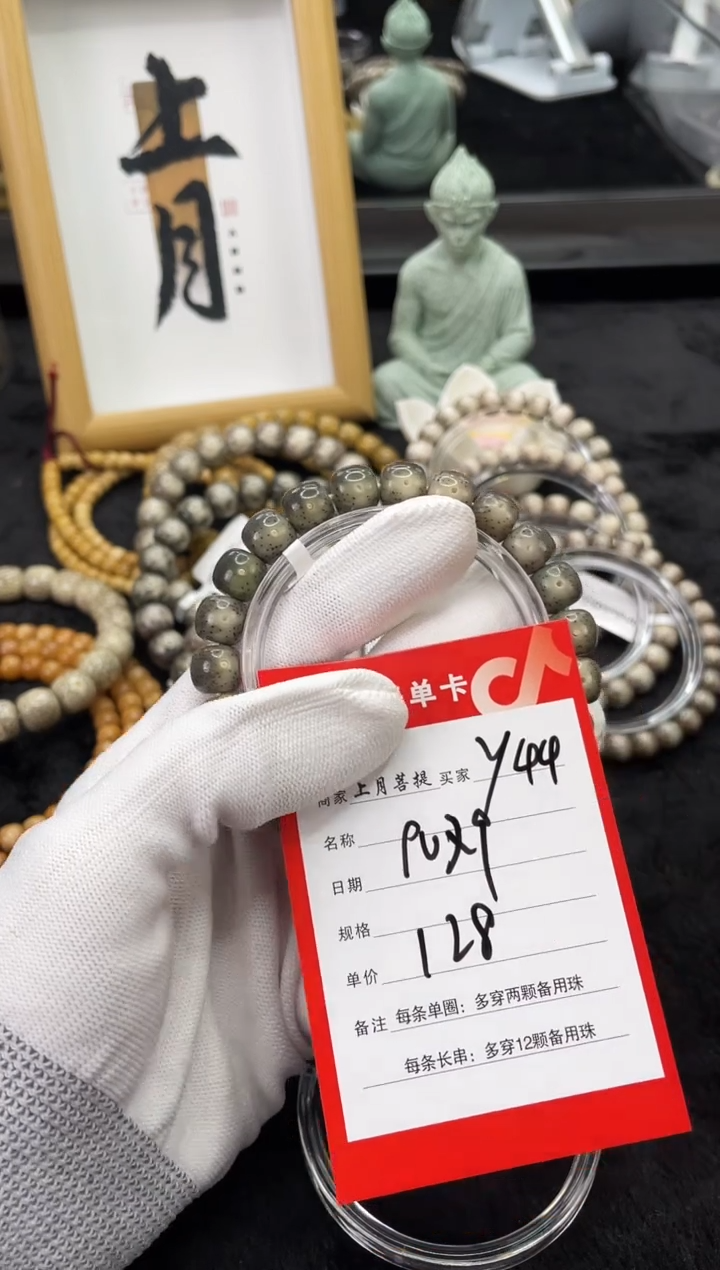 上月
单卡
商家 上月菩提 买家 Y44
名称
日期
规格
单价 128
备注 每条单圈：多穿两颗备用珠
每条长串：多穿12颗备用珠